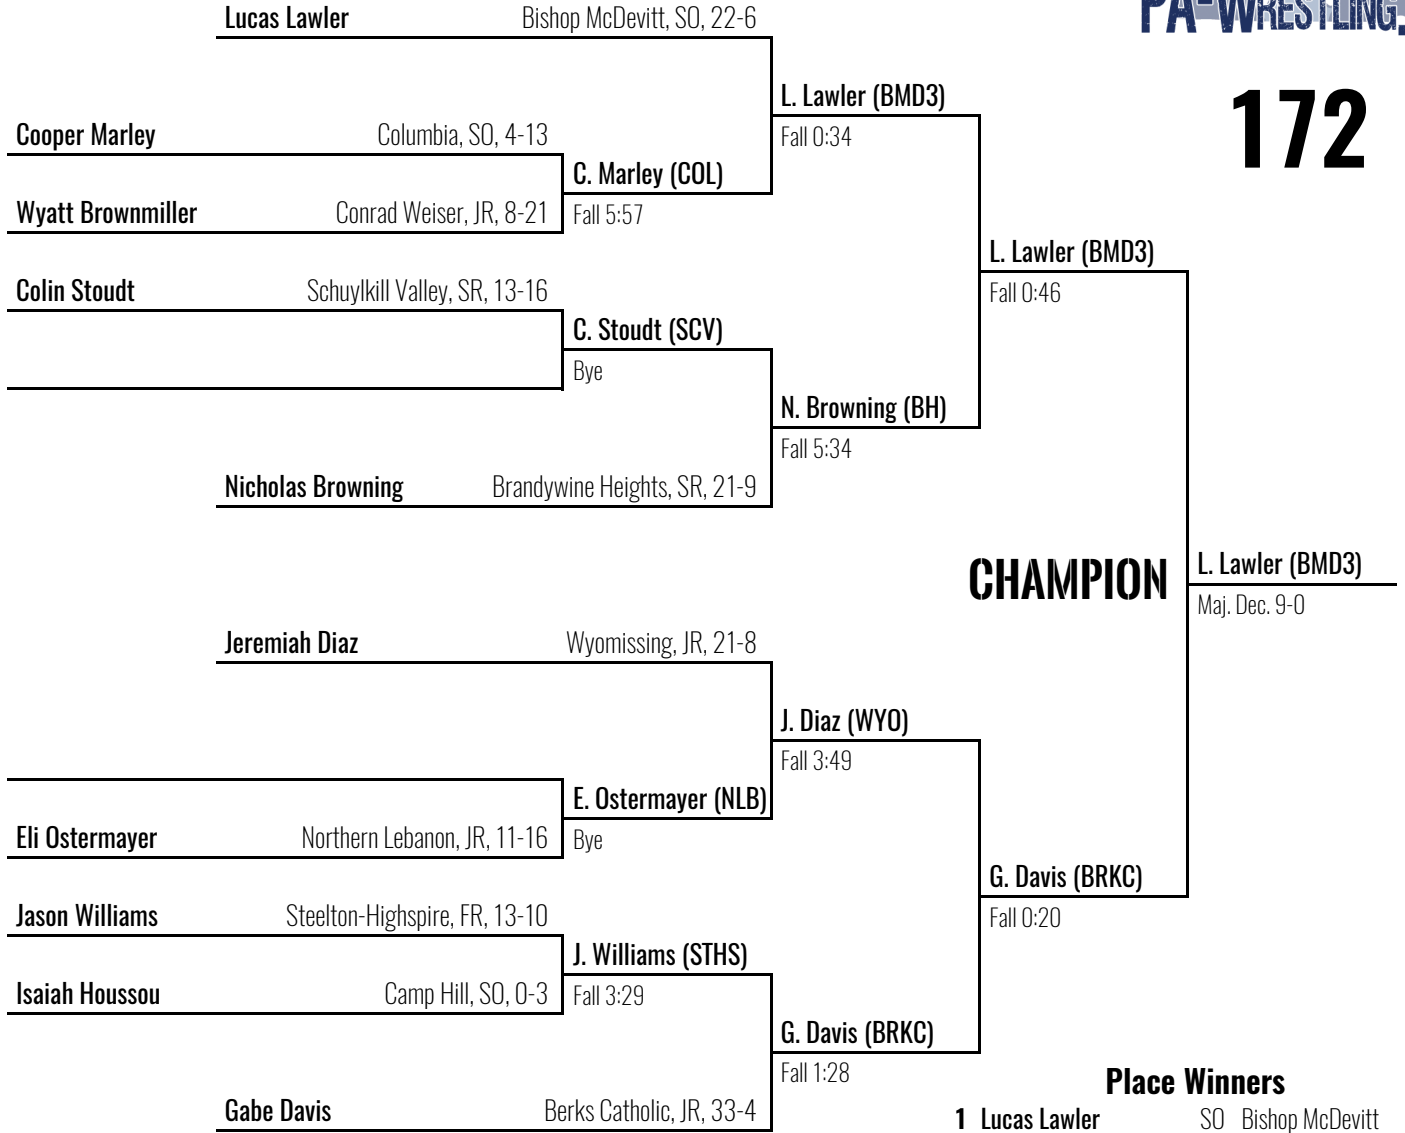 Lucas Lawler Bishop McDevitt, SO, 22-6
PA-WRESTLING.
L. Lawler (BMD3)
172
Cooper Marley Columbia, SO, 4-13
Fall 0:34
C. Marley (COL)
Wyatt Brownmiller Conrad Weiser, JR, 8-21
Fall 5:57
L. Lawler (BMD3)
Colin Stoudt Schuylkill Valley, SR, 13-16
Fall 0:46
C. Stoudt (SCV)
Bye
N. Browning (BH)
Fall 5:34
Nicholas Browning Brandywine Heights, SR, 21-9
CHAMPION
L. Lawler (BMD3)
Maj. Dec. 9-0
Jeremiah Diaz Wyomissing, JR, 21-8
J. Diaz (WYO)
Fall 3:49
E. Ostermayer (NLB)
Eli Ostermayer Northern Lebanon, JR, 11-16
Bye
G. Davis (BRKC)
Jason Williams Steelton-Highspire, FR, 13-10
Fall 0:20
J. Williams (STHS)
Isaiah Houssou Camp Hill, SO, 0-3
Fall 3:29
G. Davis (BRKC)
Fall 1:28
Place Winners
Gabe Davis Berks Catholic, JR, 33-4
1 Lucas Lawler SO Bishop McDevitt